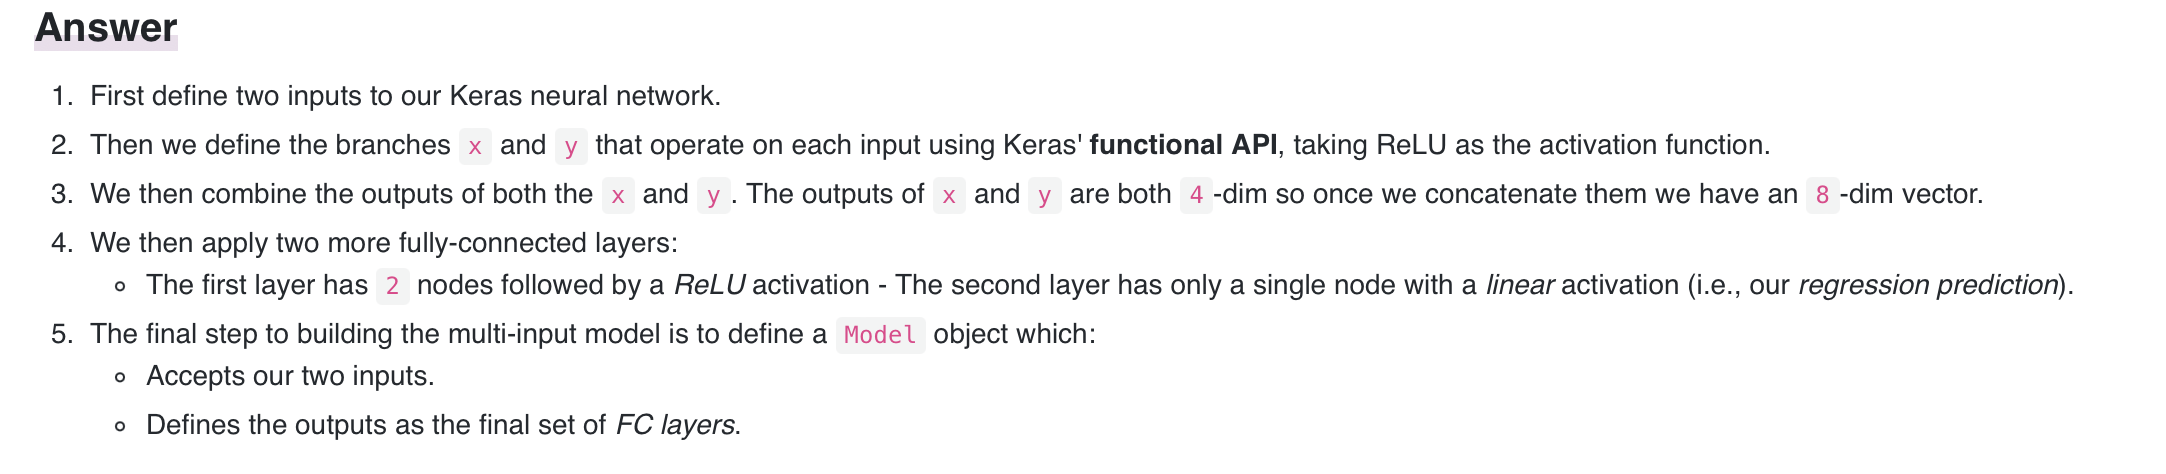 Answer
1. First define two inputs to our Keras neural network.
2. Then we define the branches x and y that operate on each input using Keras' functional API, taking ReLU as the activation function.
3. We then combine the outputs of both the x and y . The outputs of x and y are both 4 -dim so once we concatenate them we have an 8 -dim vector.
4. We then apply two more fully-connected layers:
∘ The first layer has 2 nodes followed by a ReLU activation - The second layer has only a single node with a linear activation (i.e., our regression prediction).
5. The final step to building the multi-input model is to define a Model object which:
∘ Accepts our two inputs.
∘ Defines the outputs as the final set of FC layers.